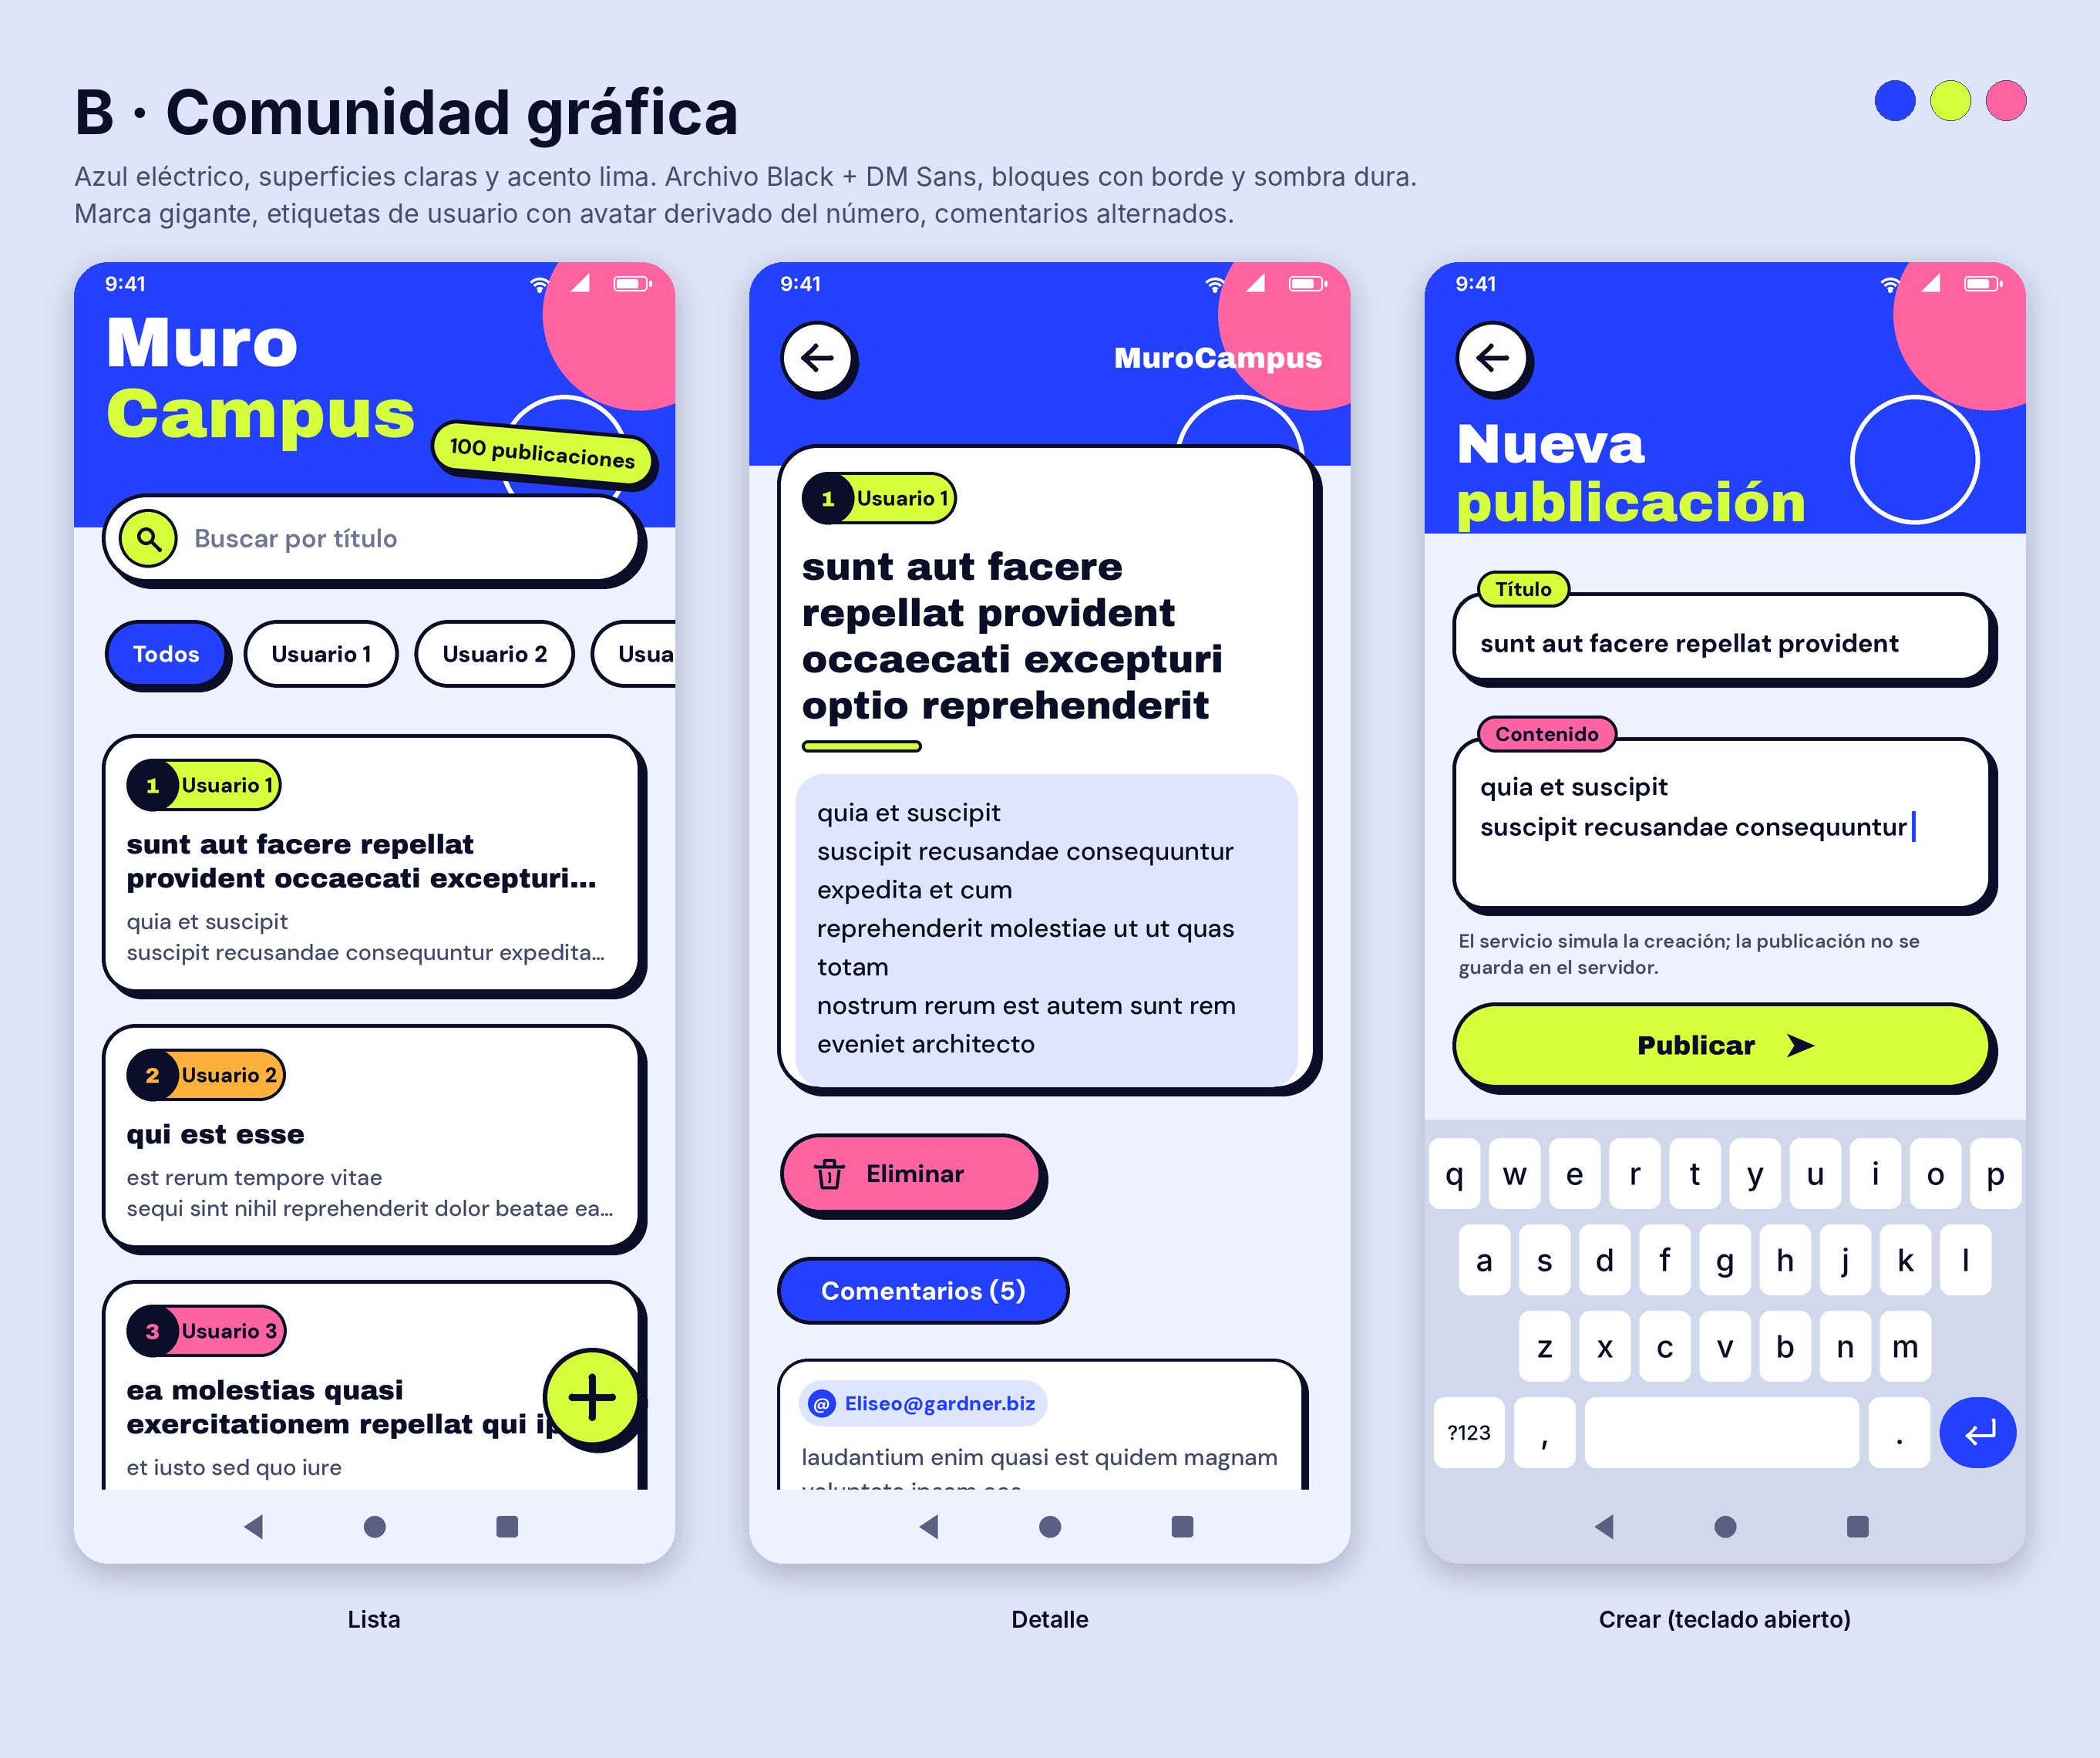 B · Comunidad gráfica
Azul eléctrico, superficies claras y acento lima. Archivo Black + DM Sans, bloques con borde y sombra dura.
Marca gigante, etiquetas de usuario con avatar derivado del número, comentarios alternados.
9:41
Muro
Campus
100 publicaciones
Buscar por título
Todos
Usuario 1
Usuario 2
Usua
1 Usuario 1
sunt aut facere repellat
provident occaecati excepturi...
quia et suscipit
suscipit recusandae consequuntur expedita...
2 Usuario 2
qui est esse
est rerum tempore vitae
sequi sint nihil reprehenderit dolor beatae ea...
3 Usuario 3
ea molestias quasi
exercitationem repellat qui ip
et iusto sed quo iure
Lista
9:41
MuroCampus
1 Usuario 1
sunt aut facere
repellat provident
occaecati excepturi
optio reprehenderit
quia et suscipit
suscipit recusandae consequuntur
expedita et cum
reprehenderit molestiae ut ut quas
totam
nostrum rerum est autem sunt rem
eveniet architecto
Eliminar
Comentarios (5)
@ Eliseo@gardner.biz
laudantium enim quasi est quidem magnam
Detalle
9:41
Nueva
publicación
Título
sunt aut facere repellat provident
Contenido
quia et suscipit
suscipit recusandae consequuntur
El servicio simula la creación; la publicación no se
guarda en el servidor.
Publicar
q w e r t y u i o p
a s d f g h j k l
z x c v b n m
?123 , .
Crear (teclado abierto)